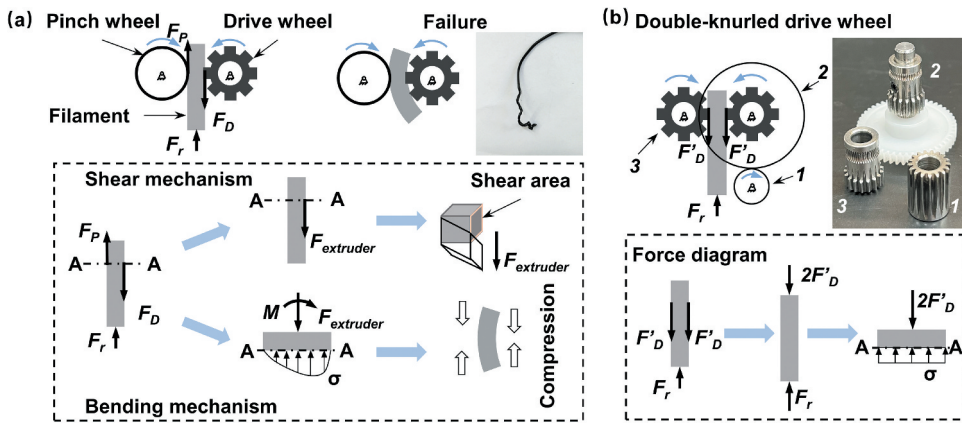 (a)
Pinch wheel
F_P
Drive wheel
Failure
Filament
F_D
F_r
Shear mechanism
A A
F_extruder
Shear area
F_extruder
F_P
A A
F_D
F_r
M
F_extruder
A A
σ
Compression
Bending mechanism
(b)
Double-knurled drive wheel
2
2
3
F'_D F'_D
1
F_r
3
1
Force diagram
F'_D F'_D
F_r
2F'_D
F_r
2F'_D
A A
σ